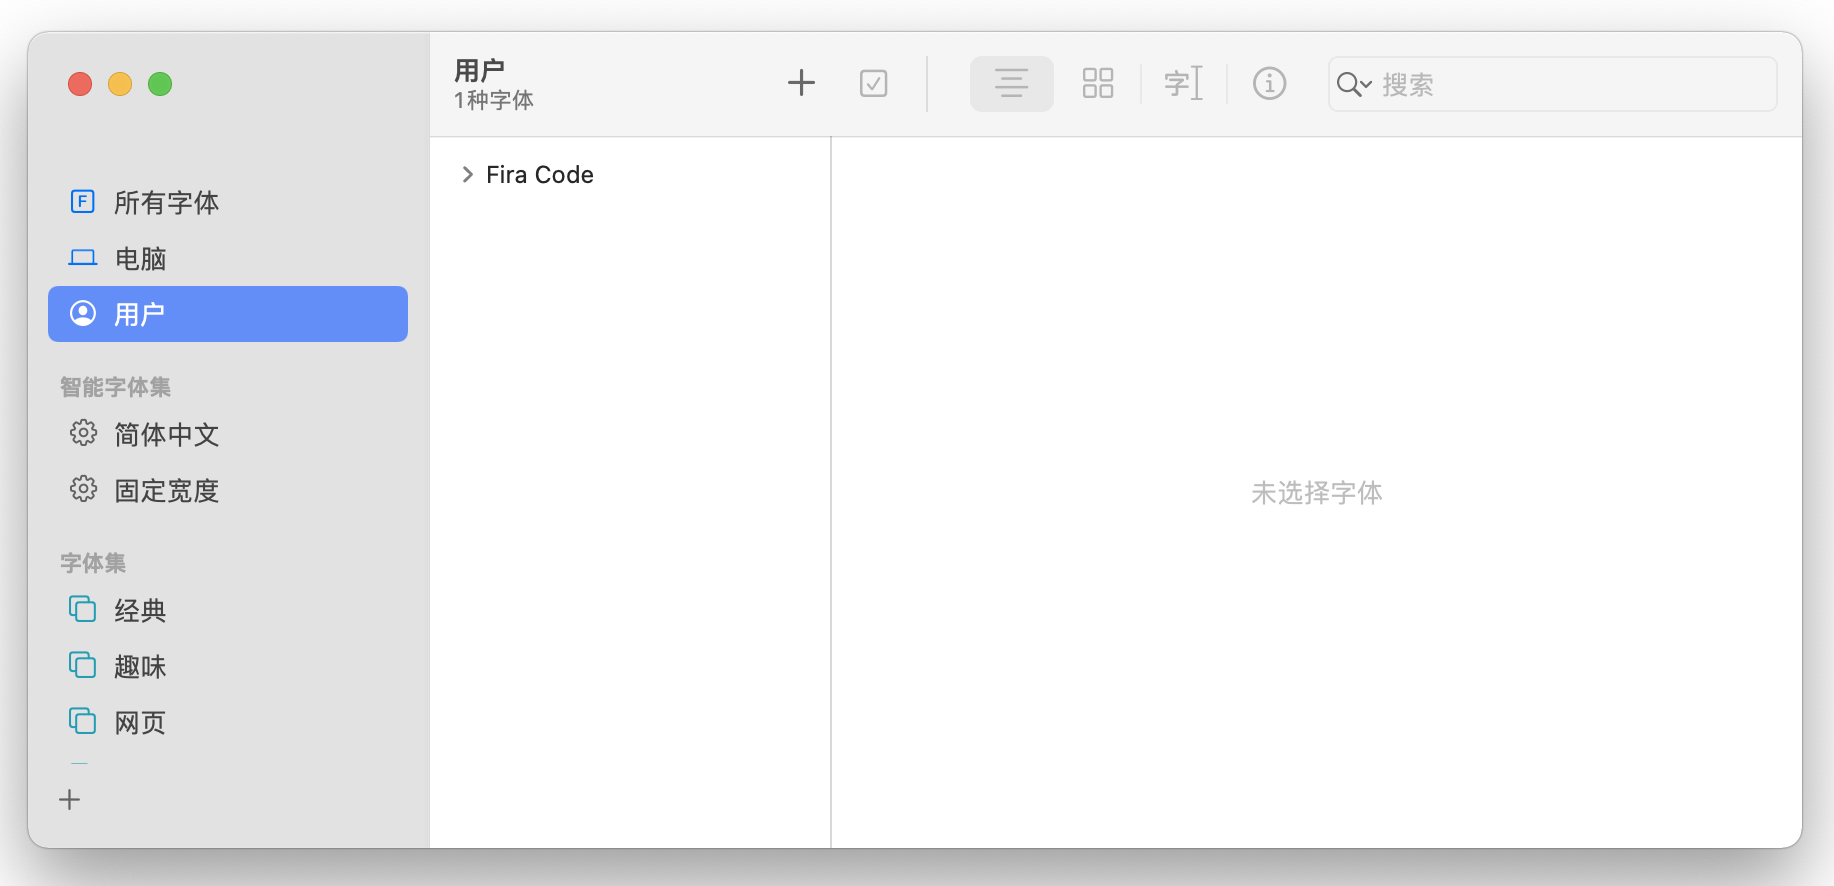 用户
1种字体
字
搜索
F
所有字体
电脑
用户
智能字体集
简体中文
固定宽度
字体集
经典
趣味
网页
Fira Code
未选择字体